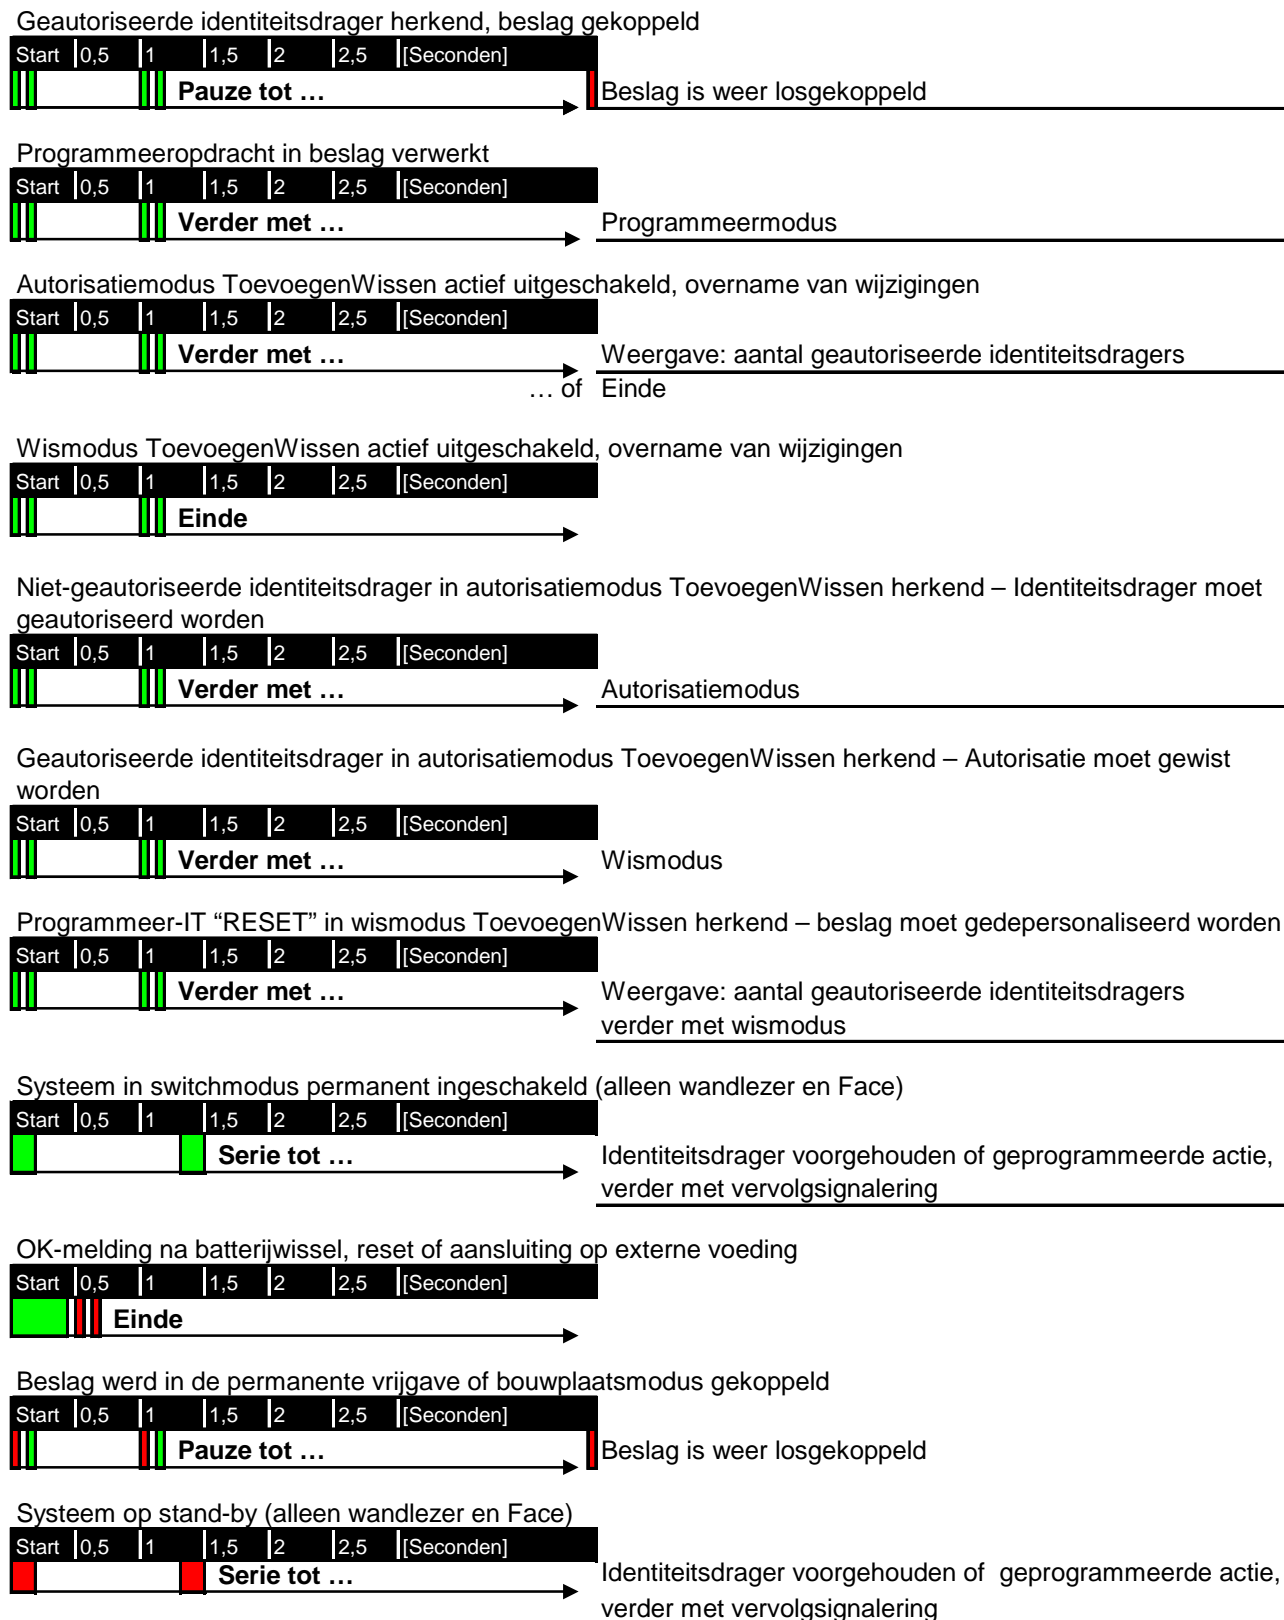 Geautoriseerde identiteitsdrager herkend, beslag gekoppeld
Start 0,5 1 1,5 2 2,5 [Seconden]
Pauze tot … Beslag is weer losgekoppeld
Programmeeropdracht in beslag verwerkt
Start 0,5 1 1,5 2 2,5 [Seconden]
Verder met … Programmeermodus
Autorisatiemodus ToevoegenWissen actief uitgeschakeld, overname van wijzigingen
Start 0,5 1 1,5 2 2,5 [Seconden]
Verder met … Weergave: aantal geautoriseerde identiteitsdragers
… of Einde
Wismodus ToevoegenWissen actief uitgeschakeld, overname van wijzigingen
Start 0,5 1 1,5 2 2,5 [Seconden]
Einde
Niet-geautoriseerde identiteitsdrager in autorisatiemodus ToevoegenWissen herkend – Identiteitsdrager moet
geautoriseerd worden
Start 0,5 1 1,5 2 2,5 [Seconden]
Verder met … Autorisatiemodus
Geautoriseerde identiteitsdrager in autorisatiemodus ToevoegenWissen herkend – Autorisatie moet gewist
worden
Start 0,5 1 1,5 2 2,5 [Seconden]
Verder met … Wismodus
Programmeer-IT “RESET” in wismodus ToevoegenWissen herkend – beslag moet gedepersonaliseerd worden
Start 0,5 1 1,5 2 2,5 [Seconden]
Verder met … Weergave: aantal geautoriseerde identiteitsdragers
verder met wismodus
Systeem in switchmodus permanent ingeschakeld (alleen wandlezer en Face)
Start 0,5 1 1,5 2 2,5 [Seconden]
Serie tot … Identiteitsdrager voorgehouden of geprogrammeerde actie,
verder met vervolgsignalering
OK-melding na batterijwissel, reset of aansluiting op externe voeding
Start 0,5 1 1,5 2 2,5 [Seconden]
Einde
Beslag werd in de permanente vrijgave of bouwplaatsmodus gekoppeld
Start 0,5 1 1,5 2 2,5 [Seconden]
Pauze tot … Beslag is weer losgekoppeld
Systeem op stand-by (alleen wandlezer en Face)
Start 0,5 1 1,5 2 2,5 [Seconden]
Serie tot … Identiteitsdrager voorgehouden of geprogrammeerde actie,
verder met vervolgsignalering